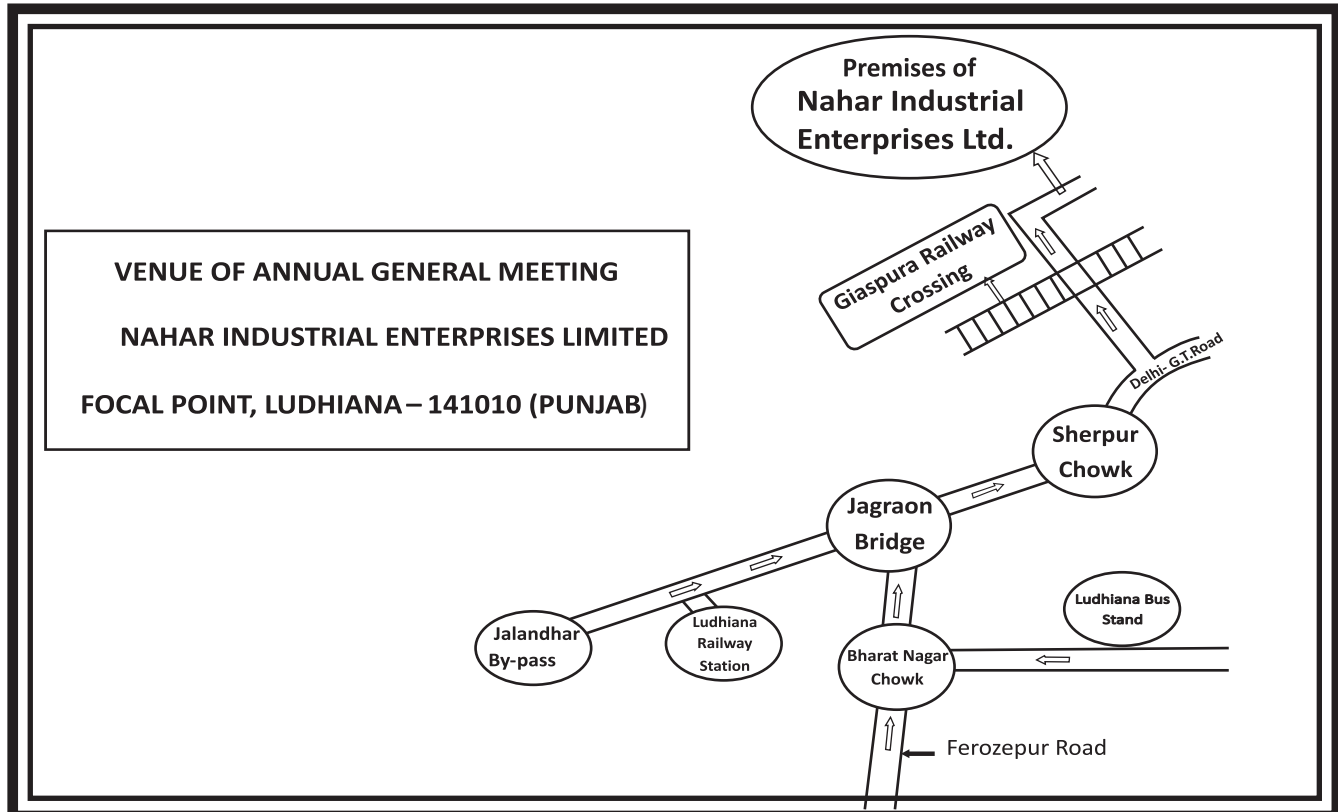 Premises of
Nahar Industrial
Enterprises Ltd.
VENUE OF ANNUAL GENERAL MEETING
NAHAR INDUSTRIAL ENTERPRISES LIMITED
FOCAL POINT, LUDHIANA – 141010 (PUNJAB)
Giaspura Railway
Crossing
Delhi- G.T.Road
Sherpur
Chowk
Jagraon
Bridge
Ludhiana Bus
Stand
Jalandhar
By-pass
Ludhiana
Railway
Station
Bharat Nagar
Chowk
Ferozepur Road